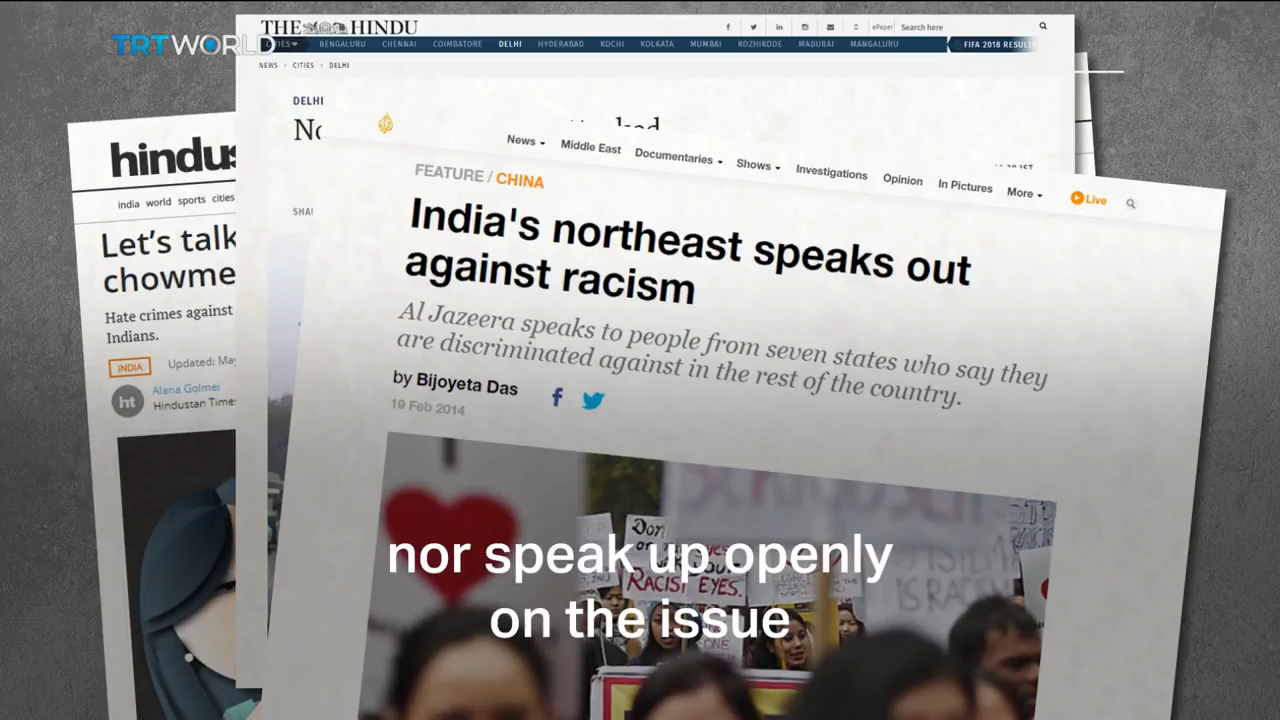 THE HINDU
TRT WORLD
ePaper Search here
CITIES BENGALURU CHENNAI COIMBATORE DELHI HYDERABAD KOCHI KOLKATA MUMBAI KOZHIKODE MADURAI MANGALURU FIFA 2018 RESULT
NEWS CITIES DELHI
DELHI
hindus
india world sports cities
Let's talk
chowme
Hate crimes against
Indians.
INDIA Updated: May
ht Alana Golmei
Hindustan Times
SHA
News Middle East Documentaries Shows Investigations Opinion In Pictures More Live
FEATURE / CHINA
India's northeast speaks out
against racism
Al Jazeera speaks to people from seven states who say they
are discriminated against in the rest of the country.
by Bijoyeta Das
19 Feb 2014
RACIST EYES.
IS RACISM
nor speak up openly
on the issue